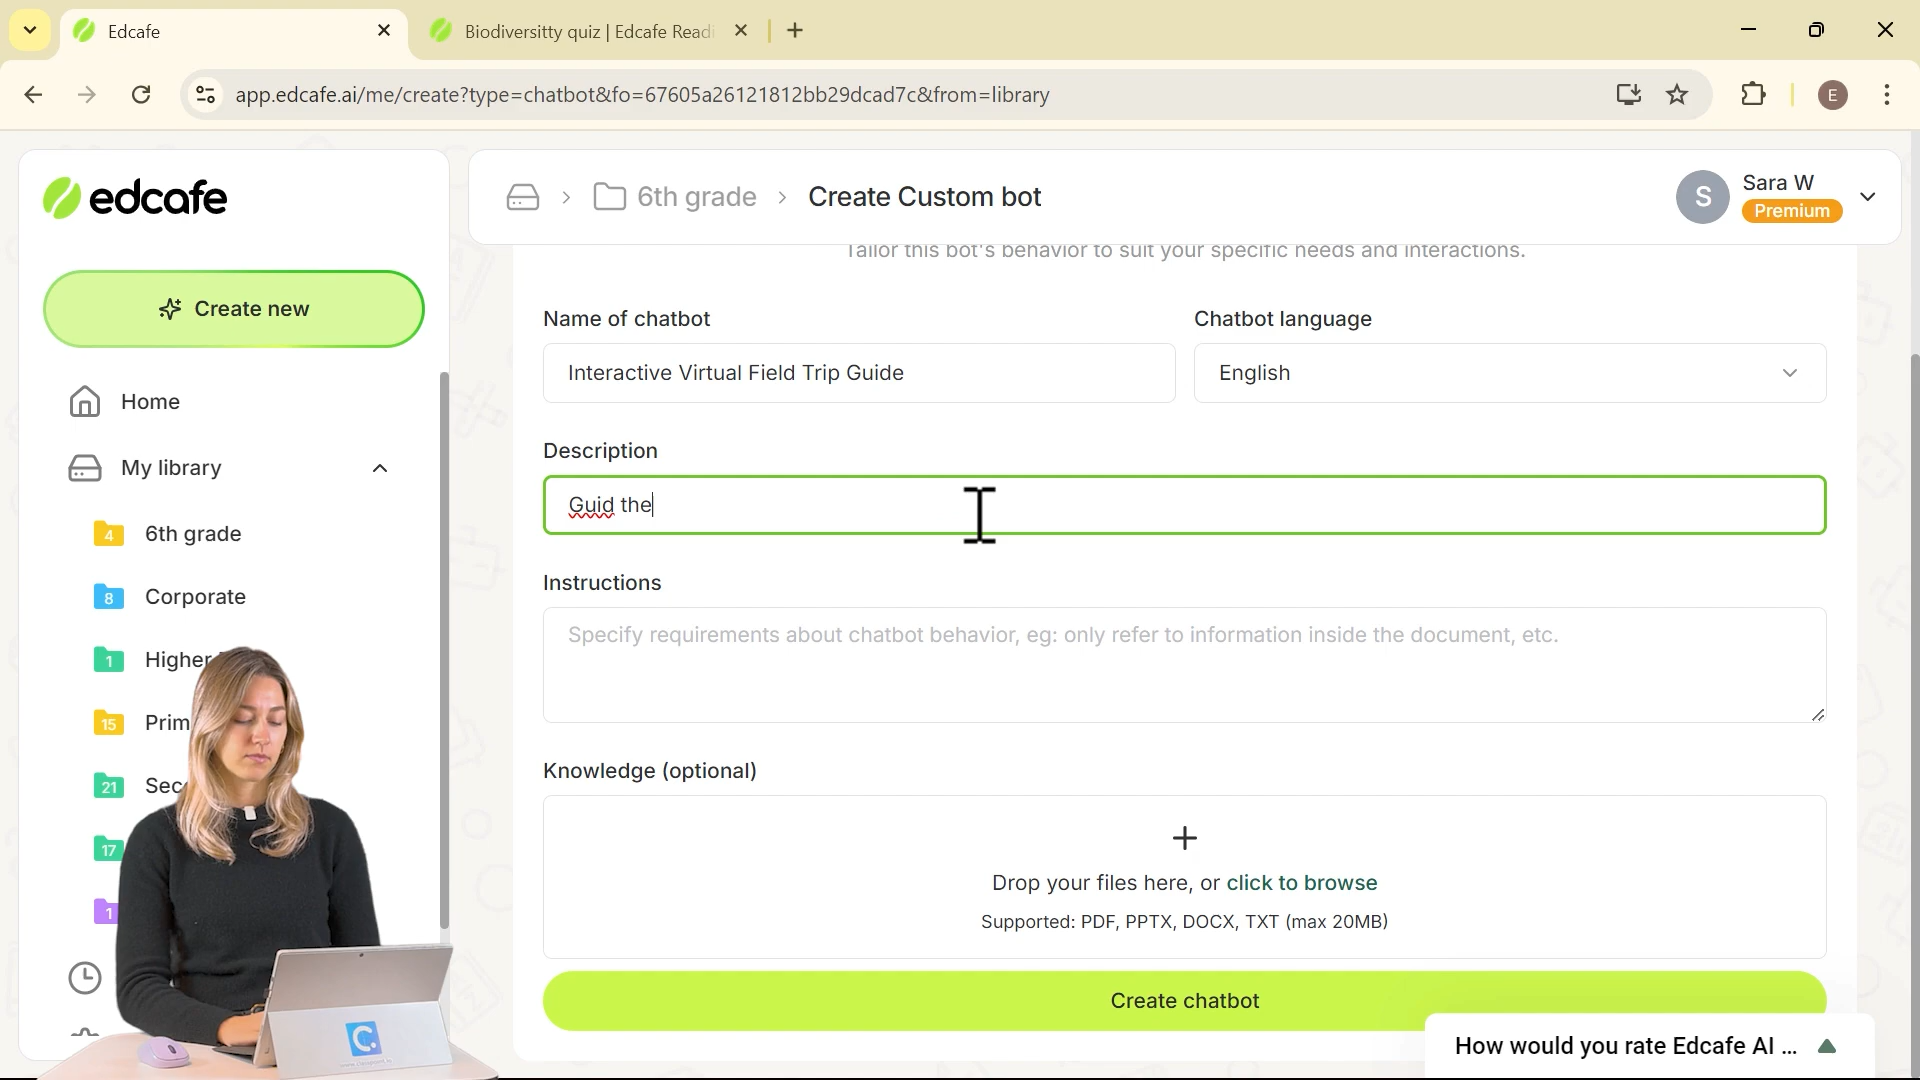 Edcafe
Biodiversitty quiz | Edcafe Readi
app.edcafe.ai/me/create?type=chatbot&fo=67605a26121812bb29dcad7c&from=library
E
edcafe
6th grade
Create Custom bot
S
Sara W
Premium
Tailor this bot's behavior to suit your specific needs and interactions.
Create new
Name of chatbot
Chatbot language
Interactive Virtual Field Trip Guide
English
Home
Description
My library
Guid the
4
6th grade
Instructions
8
Corporate
Specify requirements about chatbot behavior, eg: only refer to information inside the document, etc.
1
Higher
15
Prim
Knowledge (optional)
21
Sec
17
Drop your files here, or click to browse
1
Supported: PDF, PPTX, DOCX, TXT (max 20MB)
Create chatbot
How would you rate Edcafe AI ...
C